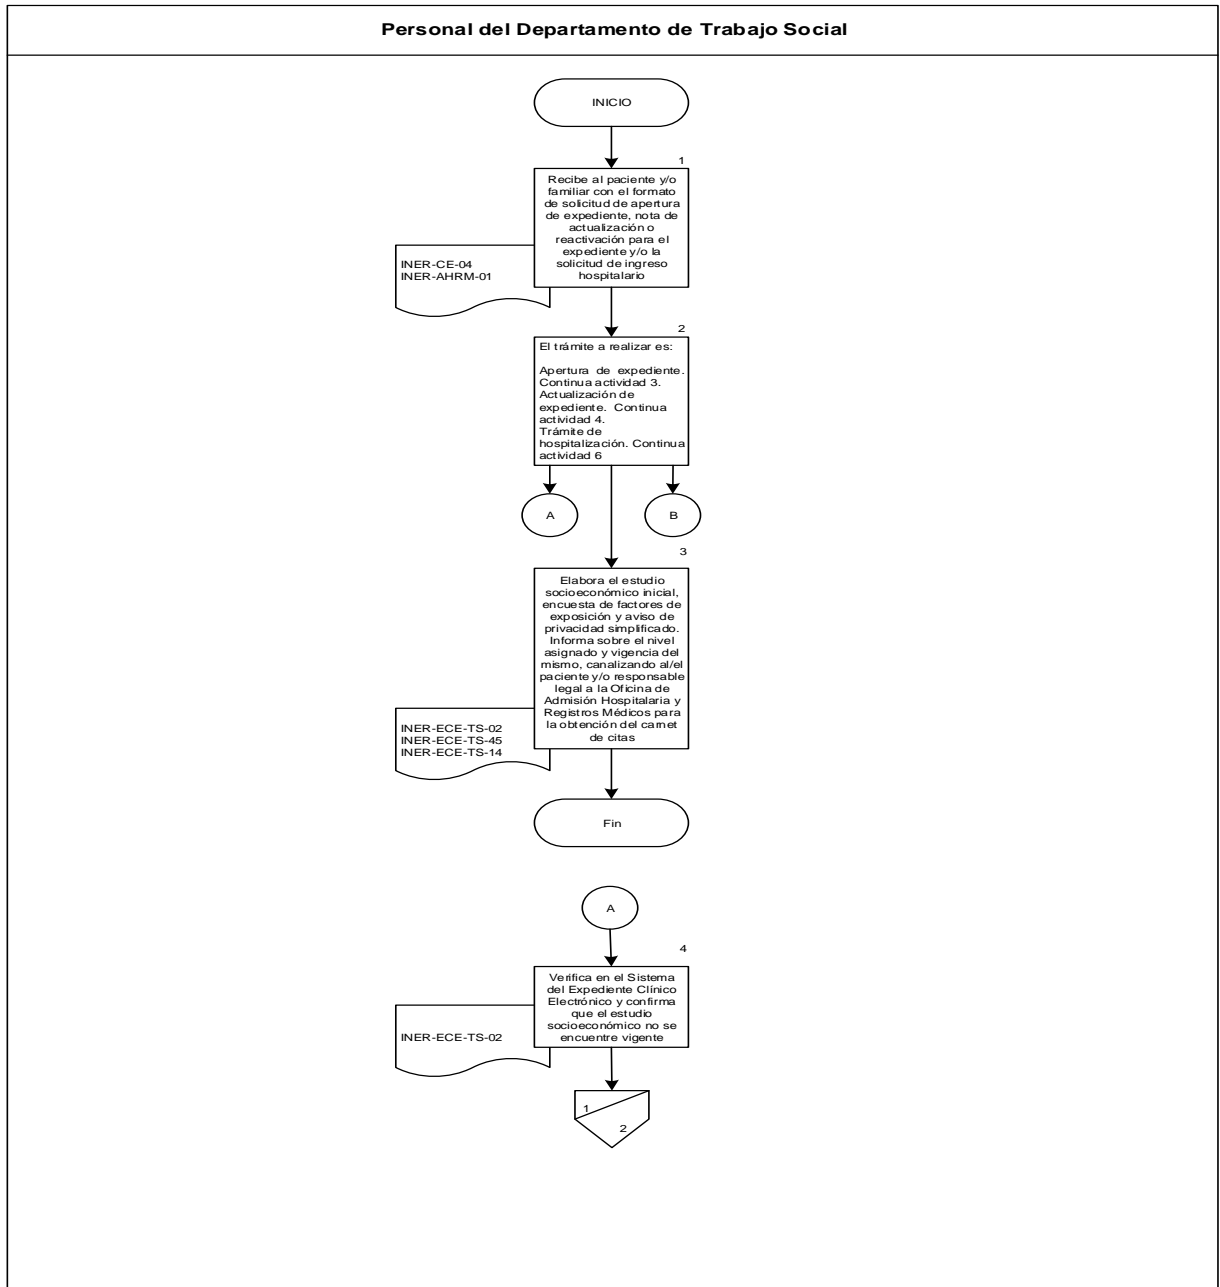 Personal del Departamento de Trabajo Social
INICIO
1
Recibe al paciente y/o
familiar con el formato
de solicitud de apertura
de expediente, nota de
actualización o
reactivación para el
expediente y/o la
solicitud de ingreso
hospitalario
INER-CE-04
INER-AHRM-01
2
El trámite a realizar es:
Apertura de expediente.
Continua actividad 3.
Actualización de
expediente. Continua
actividad 4.
Trámite de
hospitalización. Continua
actividad 6
A
B
3
Elabora el estudio
socioeconómico inicial,
encuesta de factores de
exposición y aviso de
privacidad simplificado.
Informa sobre el nivel
asignado y vigencia del
mismo, canalizando al/el
paciente y/o responsable
legal a la Oficina de
Admisión Hospitalaria y
Registros Médicos para
la obtención del carnet
de citas
INER-ECE-TS-02
INER-ECE-TS-45
INER-ECE-TS-14
Fin
A
4
Verifica en el Sistema
del Expediente Clínico
Electrónico y confirma
que el estudio
socioeconómico no se
encuentre vigente
INER-ECE-TS-02
1
2